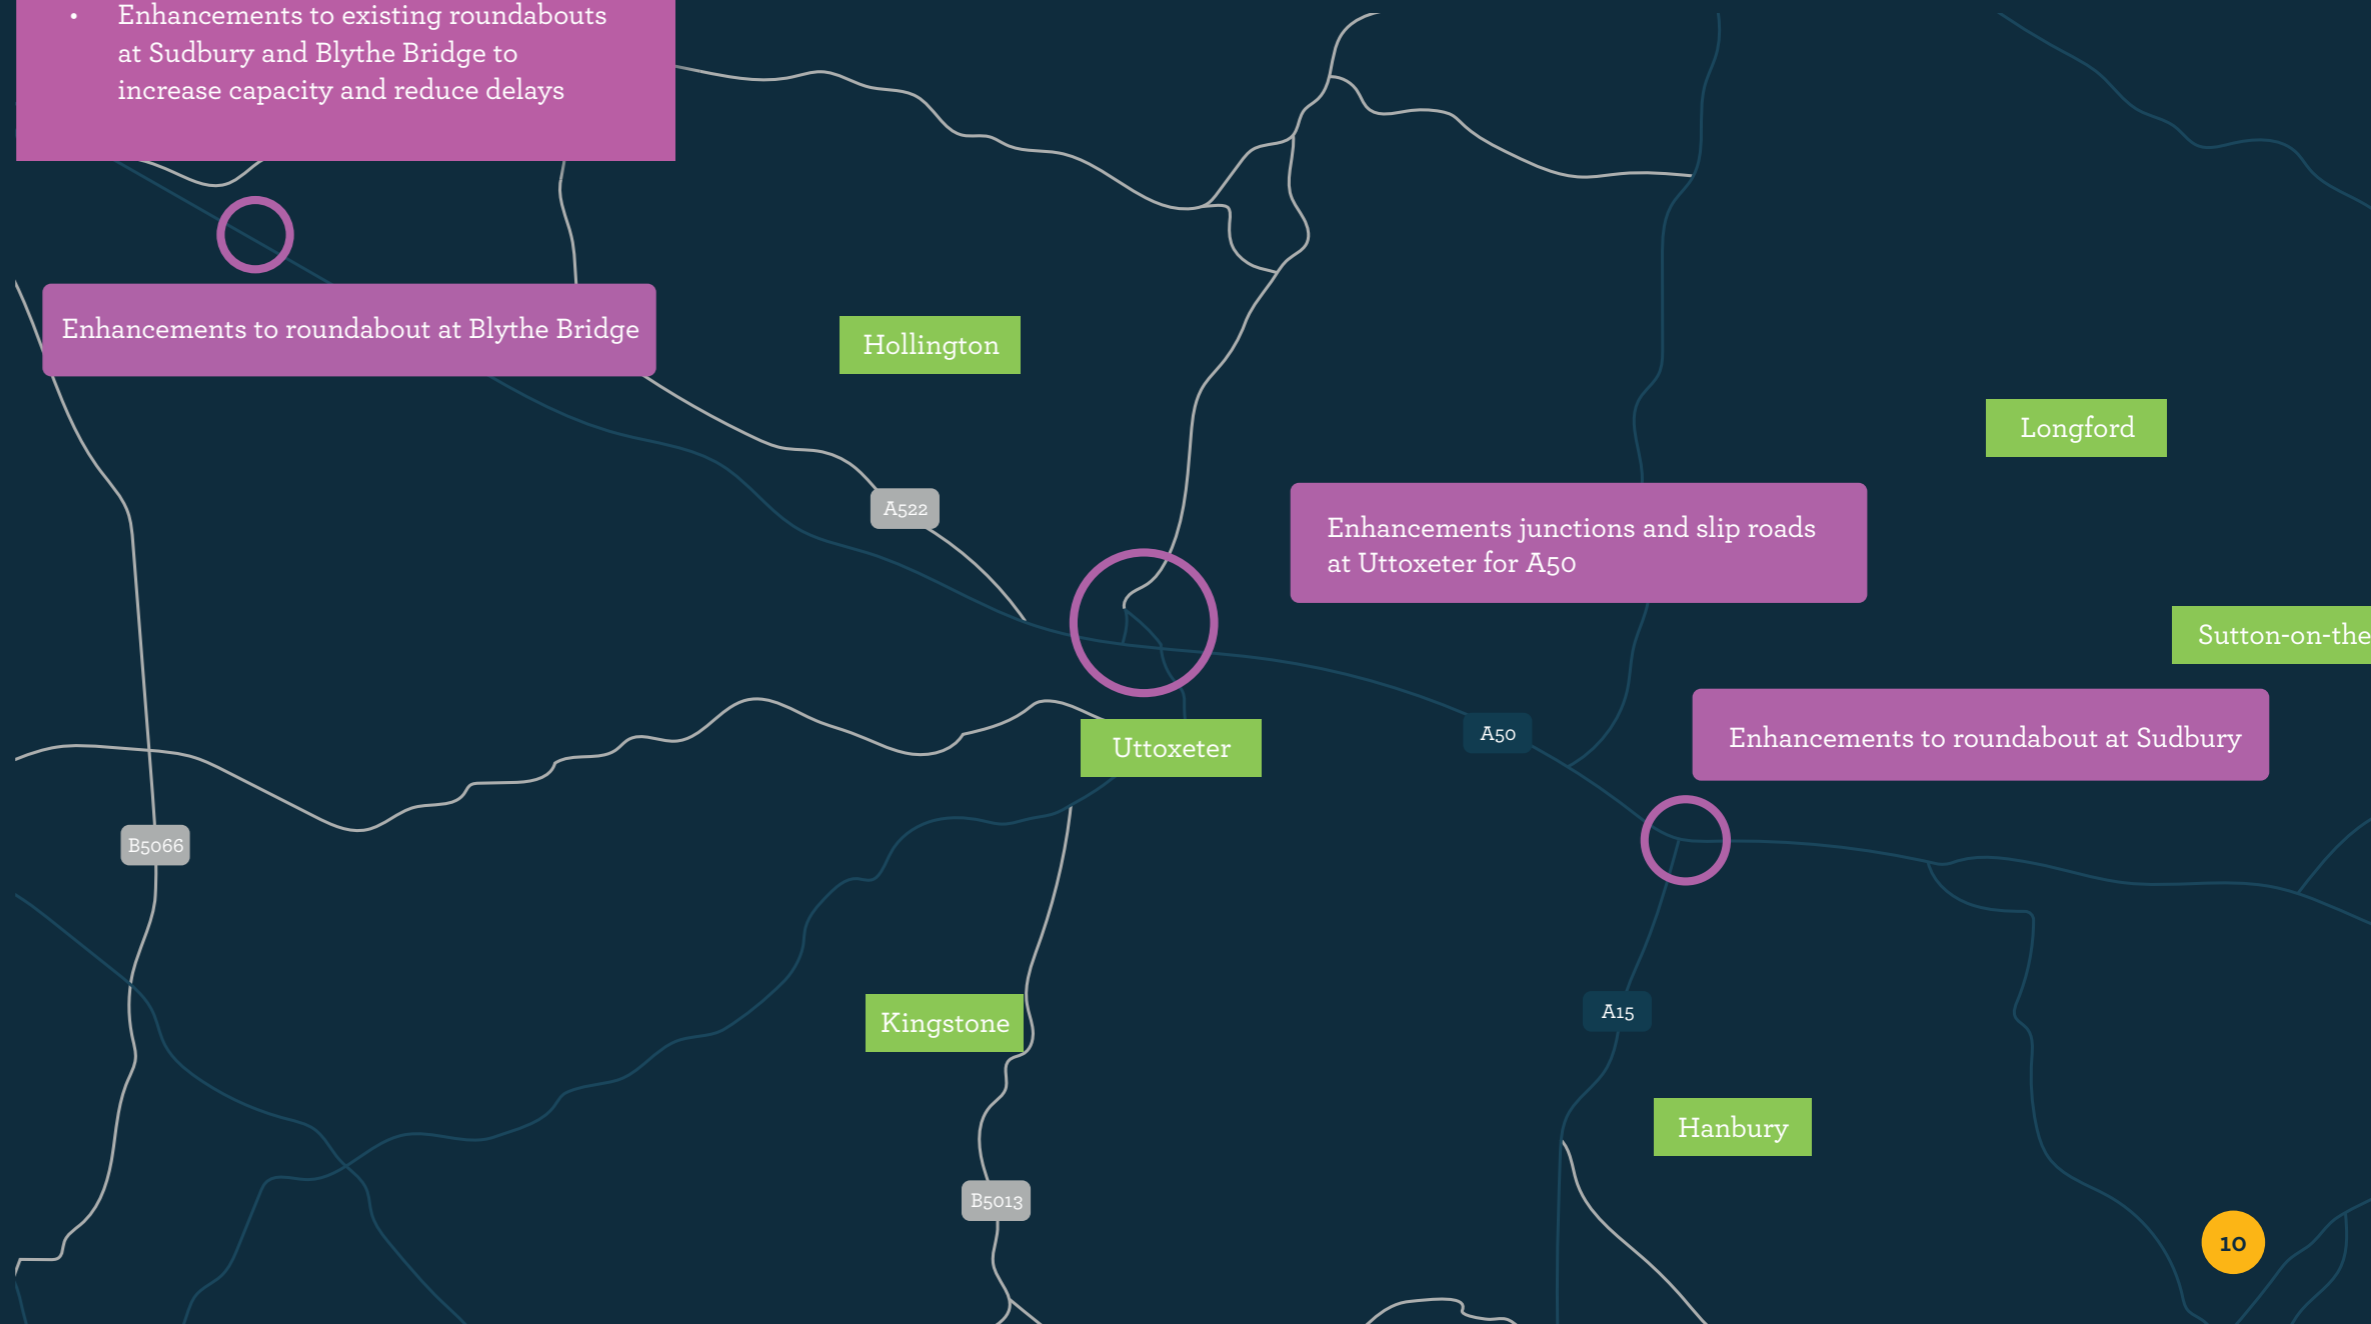 • Enhancements to existing roundabouts
at Sudbury and Blythe Bridge to
increase capacity and reduce delays
Enhancements to roundabout at Blythe Bridge
Hollington
Longford
A522
Enhancements junctions and slip roads
at Uttoxeter for A50
Sutton-on-the
Enhancements to roundabout at Sudbury
A50
Uttoxeter
B5066
Kingstone
A15
Hanbury
B5013
10